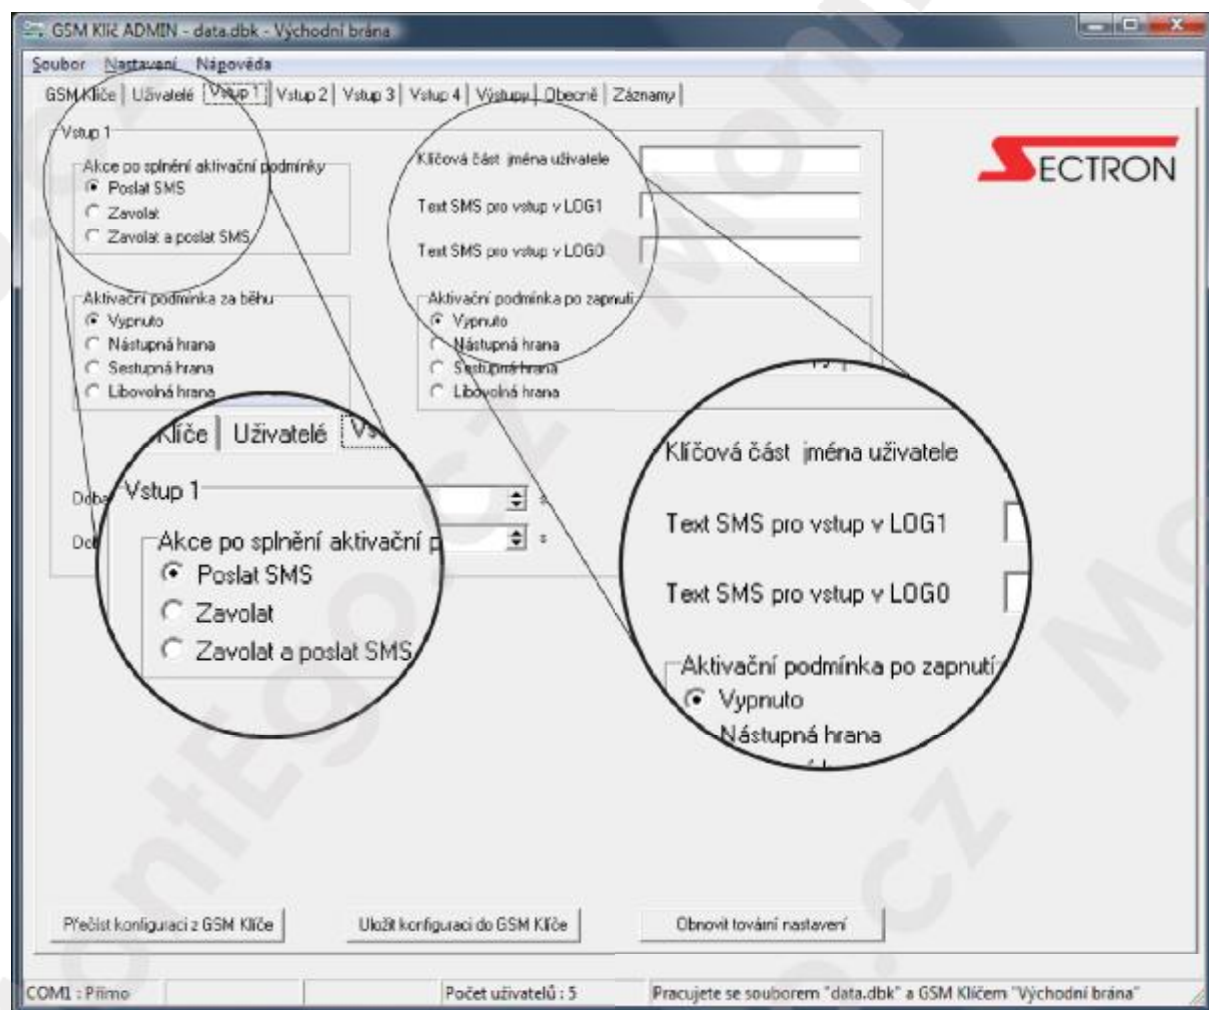 GSM Klíč ADMIN - data.dbk - Východní brána
Soubor Nastavení Nápověda
GSM Klíče Uživatelé Vstup 1 Vstup 2 Vstup 3 Vstup 4 Výstupy Obecně Záznamy
Vstup 1
Akce po splnění aktivační podmínky
Poslat SMS
Zavolat
Zavolat a poslat SMS
Klíčová část jména uživatele
Text SMS pro vstup v LOG1
Text SMS pro vstup v LOG0
SECTRON
Aktivační podmínka za běhu
Vypnuto
Nástupná hrana
Sestupná hrana
Libovolná hrana
Aktivační podmínka po zapnutí
Vypnuto
Nástupná hrana
Sestupná hrana
Libovolná hrana
Klíče Uživatelé Vs
Vstup 1
Akce po splnění aktivační p
Poslat SMS
Zavolat
Zavolat a poslat SMS
Doba
s
s
Klíčová část jména uživatele
Text SMS pro vstup v LOG1
Text SMS pro vstup v LOG0
Aktivační podmínka po zapnutí
Vypnuto
Nástupná hrana
Přečíst konfiguraci z GSM Klíče
Uložit konfiguraci do GSM Klíče
Obnovit tovární nastavení
COM1 : Přímo
Počet uživatelů : 5
Pracujete se souborem "data.dbk" a GSM Klíčem "Východní brána"